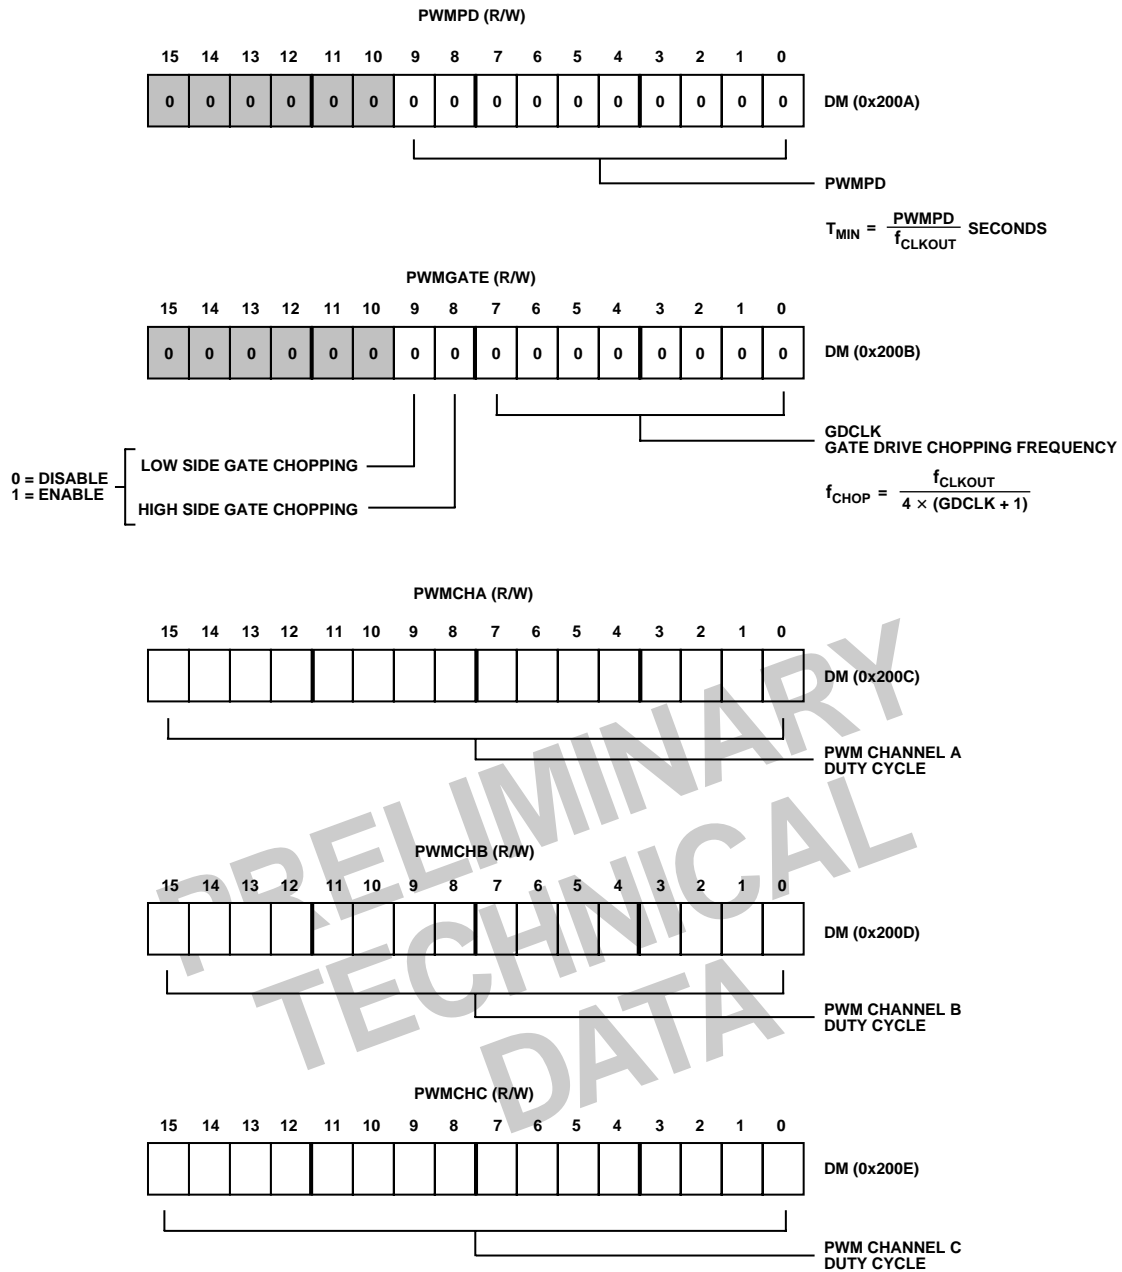 PWMPD (R/W)
15 14 13 12 11 10 9 8 7 6 5 4 3 2 1 0
0 0 0 0 0 0 0 0 0 0 0 0 0 0 0 0 DM (0x200A)
PWMPD
T_MIN = PWMPD / f_CLKOUT SECONDS
PWMGATE (R/W)
15 14 13 12 11 10 9 8 7 6 5 4 3 2 1 0
0 0 0 0 0 0 0 0 0 0 0 0 0 0 0 0 DM (0x200B)
0 = DISABLE
1 = ENABLE
LOW SIDE GATE CHOPPING
HIGH SIDE GATE CHOPPING
GDCLK
GATE DRIVE CHOPPING FREQUENCY
f_CHOP = f_CLKOUT / 4 × (GDCLK + 1)
PWMCHA (R/W)
15 14 13 12 11 10 9 8 7 6 5 4 3 2 1 0
DM (0x200C)
PWM CHANNEL A
DUTY CYCLE
PRELIMINARY
TECHNICAL
DATA
PWMCHB (R/W)
15 14 13 12 11 10 9 8 7 6 5 4 3 2 1 0
DM (0x200D)
PWM CHANNEL B
DUTY CYCLE
PWMCHC (R/W)
15 14 13 12 11 10 9 8 7 6 5 4 3 2 1 0
DM (0x200E)
PWM CHANNEL C
DUTY CYCLE